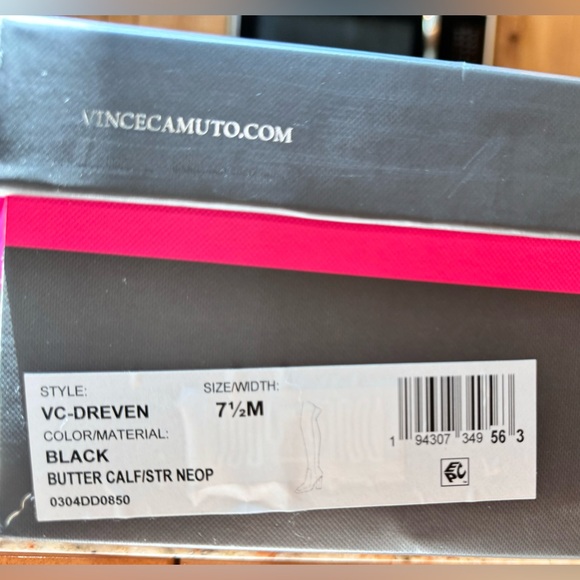 VINCECAMUTO.COM
STYLE: SIZE/WIDTH:
VC-DREVEN 7½M
COLOR/MATERIAL:
BLACK
BUTTER CALF/STR NEOP
0304DD0850
1 94307 349 56 3